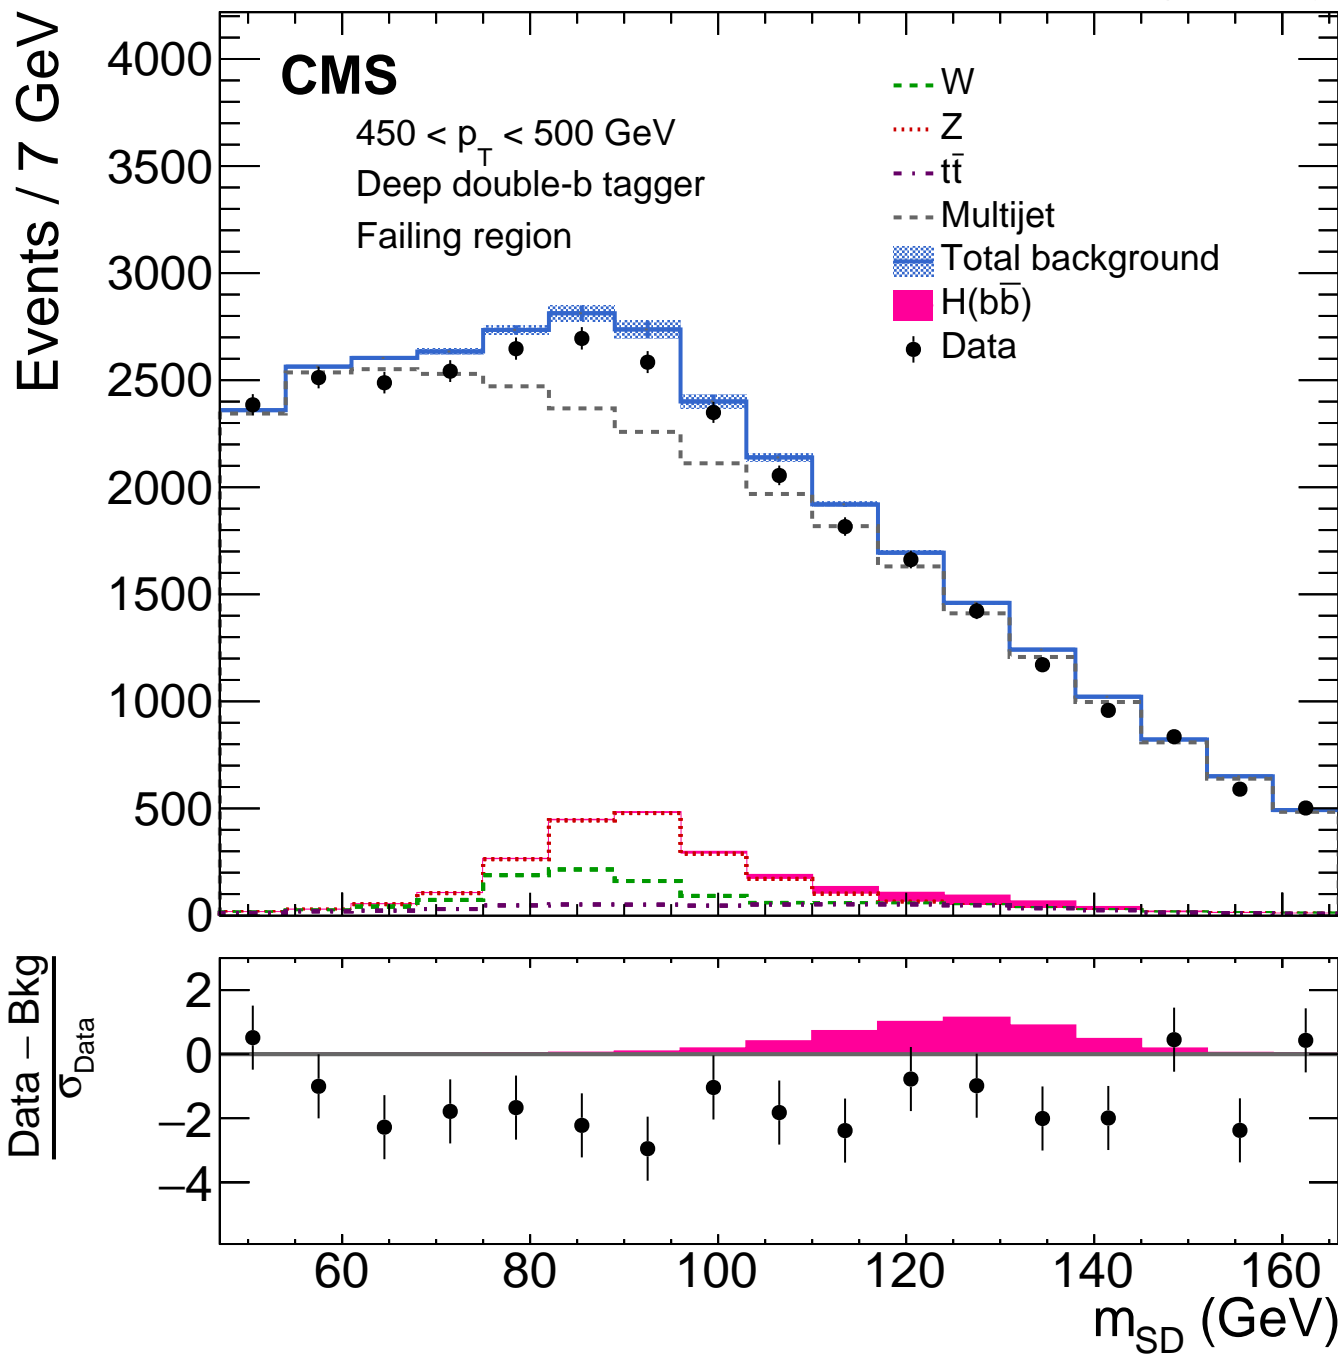 Events / 7 GeV
CMS
450 < p_T < 500 GeV
Deep double-b tagger
Failing region
W
Z
tt̄
Multijet
Total background
H(bb̄)
Data
4000
3500
3000
2500
2000
1500
1000
500
0
Data – Bkg
σ_Data
2
0
−2
−4
60 80 100 120 140 160
m_SD (GeV)